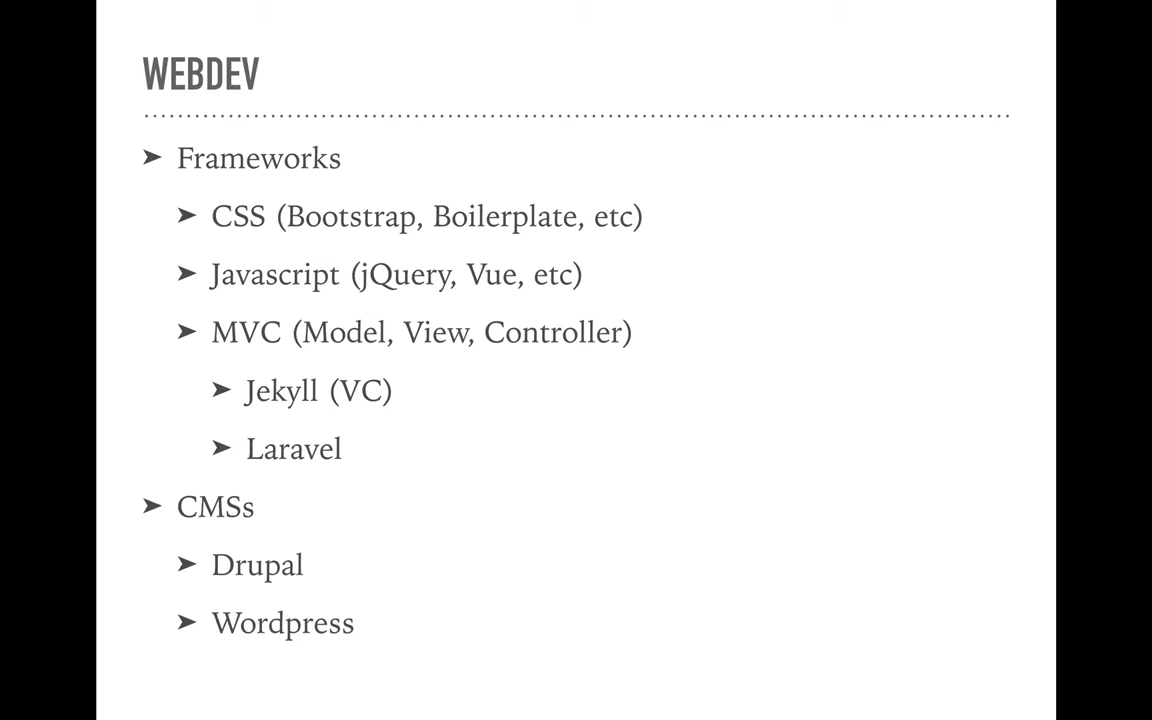 WEBDEV
➤ Frameworks
➤ CSS (Bootstrap, Boilerplate, etc)
➤ Javascript (jQuery, Vue, etc)
➤ MVC (Model, View, Controller)
➤ Jekyll (VC)
➤ Laravel
➤ CMSs
➤ Drupal
➤ Wordpress